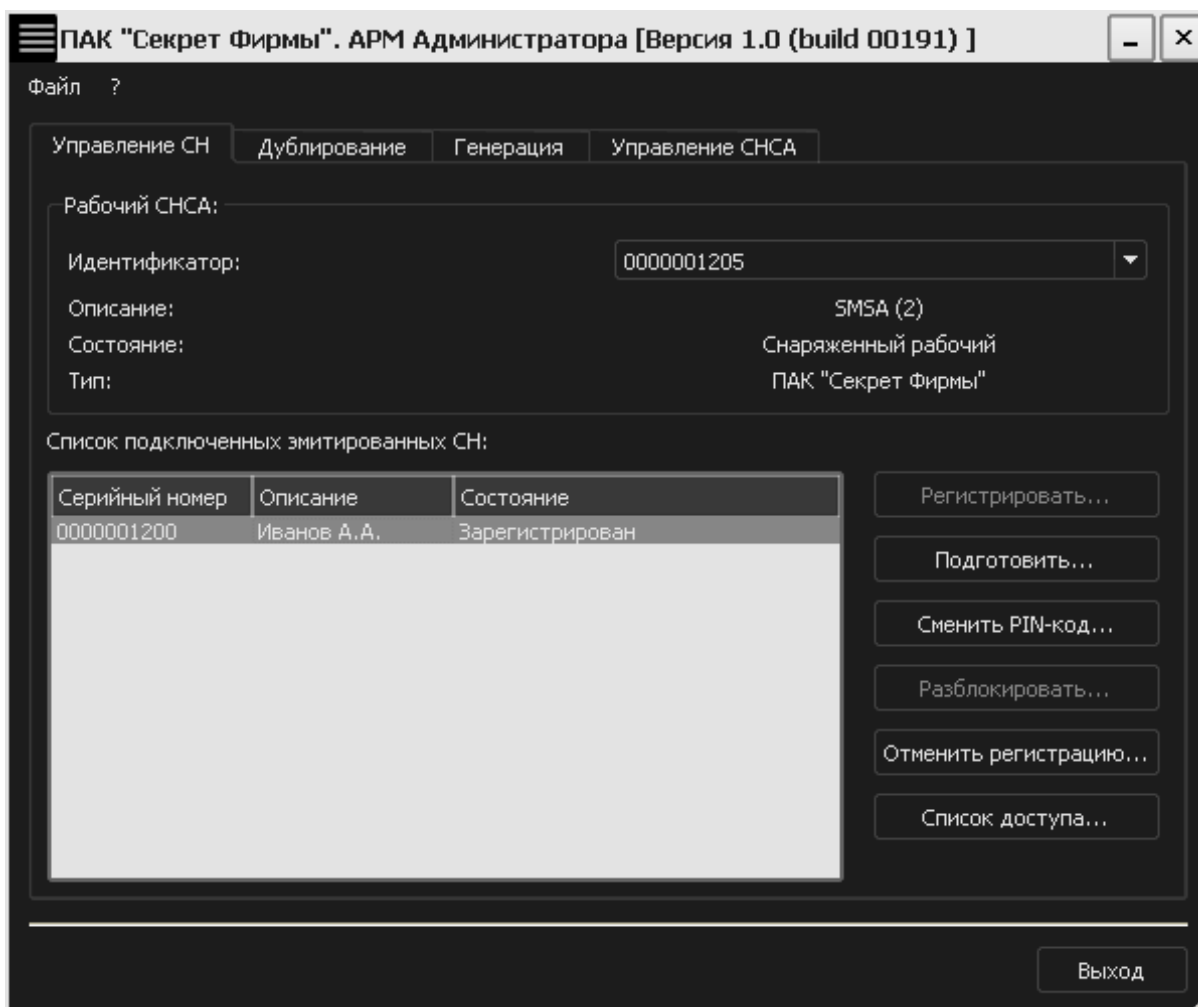 ПАК "Секрет Фирмы". АРМ Администратора [Версия 1.0 (build 00191) ]
Файл ?
Управление СН Дублирование Генерация Управление СНСА
Рабочий СНСА:
Идентификатор: 0000001205
Описание: SMSA (2)
Состояние: Снаряженный рабочий
Тип: ПАК "Секрет Фирмы"
Список подключенных эмитированных СН:
Серийный номер Описание Состояние
0000001200 Иванов А.А. Зарегистрирован
Регистрировать...
Подготовить...
Сменить PIN-код...
Разблокировать...
Отменить регистрацию...
Список доступа...
Выход